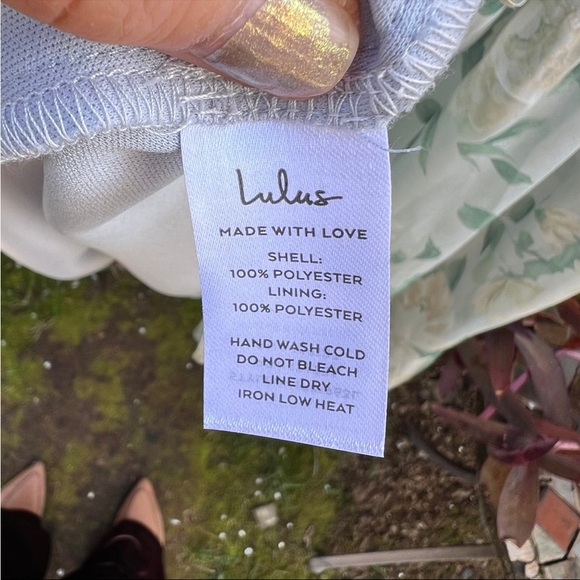 Lulus
MADE WITH LOVE
SHELL:
100% POLYESTER
LINING:
100% POLYESTER
HAND WASH COLD
DO NOT BLEACH
LINE DRY
IRON LOW HEAT